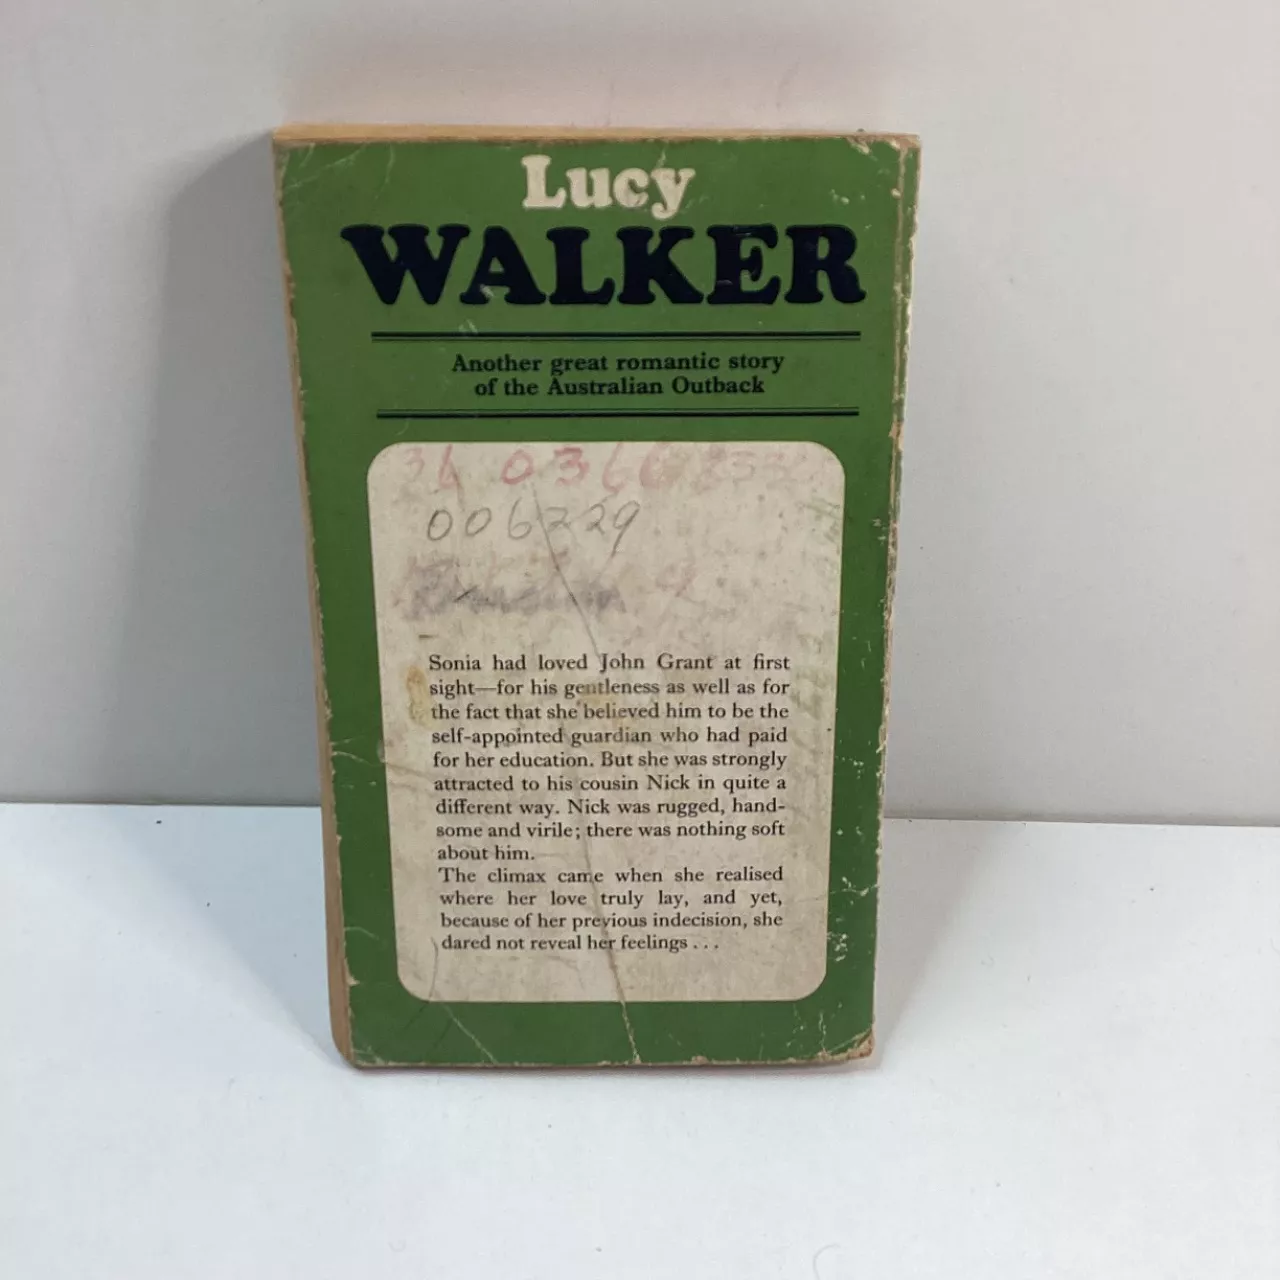 Lucy
WALKER
Another great romantic story
of the Australian Outback
36 0366
006229
Sonia had loved John Grant at first
sight—for his gentleness as well as for
the fact that she believed him to be the
self-appointed guardian who had paid
for her education. But she was strongly
attracted to his cousin Nick in quite a
different way. Nick was rugged, hand-
some and virile; there was nothing soft
about him.
The climax came when she realised
where her love truly lay, and yet,
because of her previous indecision, she
dared not reveal her feelings . . .